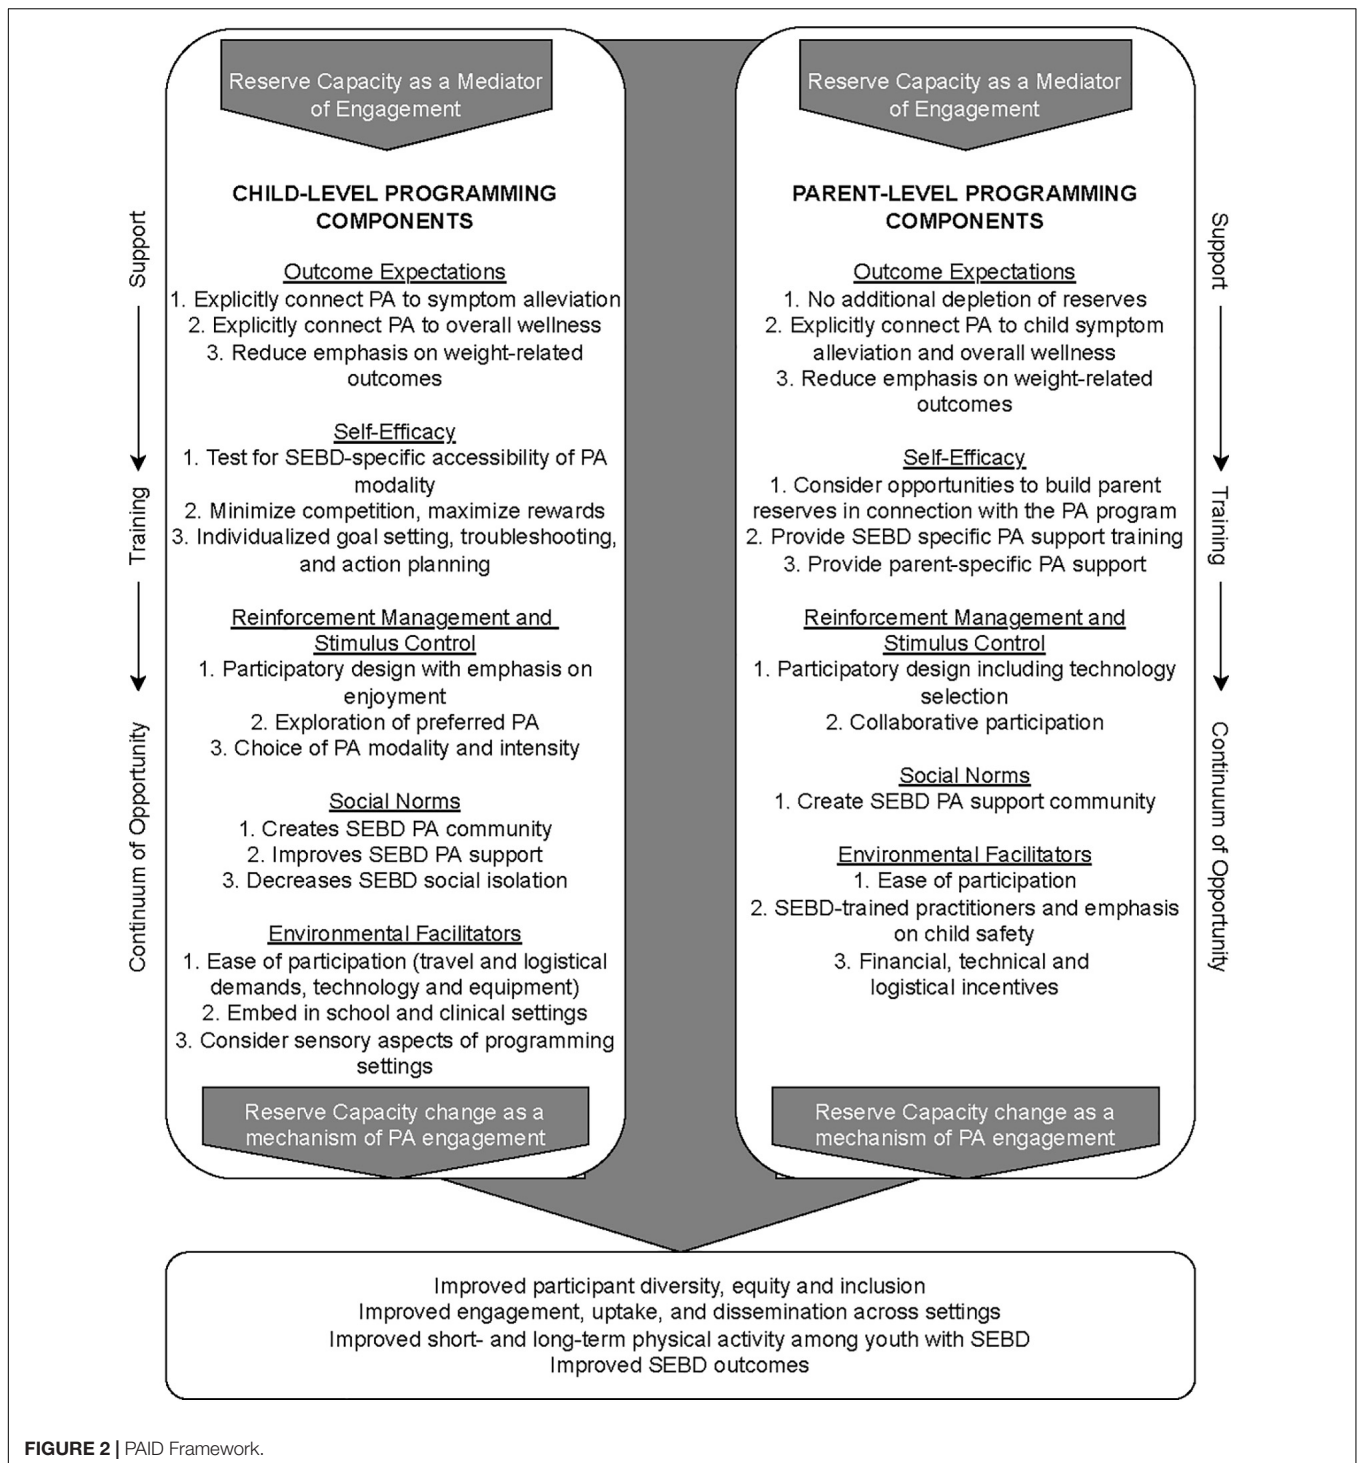 Reserve Capacity as a Mediator
of Engagement
CHILD-LEVEL PROGRAMMING
COMPONENTS
Outcome Expectations
1. Explicitly connect PA to symptom alleviation
2. Explicitly connect PA to overall wellness
3. Reduce emphasis on weight-related
outcomes
Self-Efficacy
1. Test for SEBD-specific accessibility of PA
modality
2. Minimize competition, maximize rewards
3. Individualized goal setting, troubleshooting,
and action planning
Reinforcement Management and
Stimulus Control
1. Participatory design with emphasis on
enjoyment
2. Exploration of preferred PA
3. Choice of PA modality and intensity
Social Norms
1. Creates SEBD PA community
2. Improves SEBD PA support
3. Decreases SEBD social isolation
Environmental Facilitators
1. Ease of participation (travel and logistical
demands, technology and equipment)
2. Embed in school and clinical settings
3. Consider sensory aspects of programming
settings
Reserve Capacity change as a
mechanism of PA engagement
Support
Training
Continuum of Opportunity
Reserve Capacity as a Mediator
of Engagement
PARENT-LEVEL PROGRAMMING
COMPONENTS
Outcome Expectations
1. No additional depletion of reserves
2. Explicitly connect PA to child symptom
alleviation and overall wellness
3. Reduce emphasis on weight-related
outcomes
Self-Efficacy
1. Consider opportunities to build parent
reserves in connection with the PA program
2. Provide SEBD specific PA support training
3. Provide parent-specific PA support
Reinforcement Management and
Stimulus Control
1. Participatory design including technology
selection
2. Collaborative participation
Social Norms
1. Create SEBD PA support community
Environmental Facilitators
1. Ease of participation
2. SEBD-trained practitioners and emphasis
on child safety
3. Financial, technical and
logistical incentives
Reserve Capacity change as a
mechanism of PA engagement
Support
Training
Continuum of Opportunity
Improved participant diversity, equity and inclusion
Improved engagement, uptake, and dissemination across settings
Improved short- and long-term physical activity among youth with SEBD
Improved SEBD outcomes
FIGURE 2 | PAID Framework.